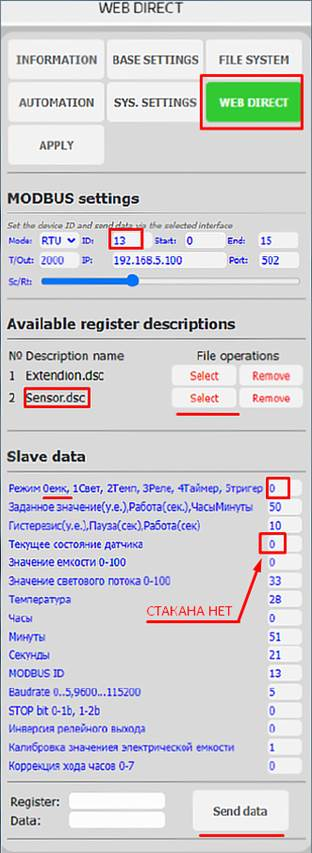 WEB DIRECT
INFORMATION BASE SETTINGS FILE SYSTEM
AUTOMATION SYS. SETTINGS WEB DIRECT
APPLY
MODBUS settings
Set the device ID and send data via the selected interface
Mode: RTU ID: 13 Start: 0 End: 15
T/Out: 2000 IP: 192.168.5.100 Port: 502
Sc/Rt:
Available register descriptions
Nº Description name File operations
1 Extendion.dsc Select Remove
2 Sensor.dsc Select Remove
Slave data
Режим 0емк, 1Свет, 2Темп, 3Реле, 4Таймер, 5тригер 0
Заданное значение(у.е.),Работа(сек.),ЧасыМинуты 50
Гистерезис(у.е.),Пауза(сек),Работа(сек) 10
Текущее состояние датчика 0
Значение емкости 0-100 0
Значение светового потока 0-100 33
Температура 28
СТАКАНА НЕТ
Часы 0
Минуты 51
Секунды 21
MODBUS ID 13
Baudrate 0..5,9600...115200 5
STOP bit 0-1b, 1-2b 0
Инверсия релейного выхода 0
Калибровка значениея электрической емкости 1
Коррекция хода часов 0-7 0
Register:
Data:
Send data